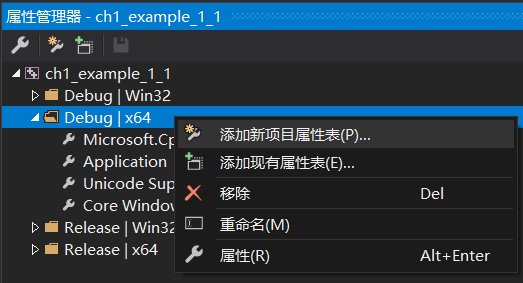 属性管理器 - ch1_example_1_1
ch1_example_1_1
Debug | Win32
Debug | x64
Microsoft.Cp
Application
Unicode Sup
Core Window
Release | Win32
Release | x64
添加新项目属性表(P)...
添加现有属性表(E)...
移除 Del
重命名(M)
属性(R) Alt+Enter